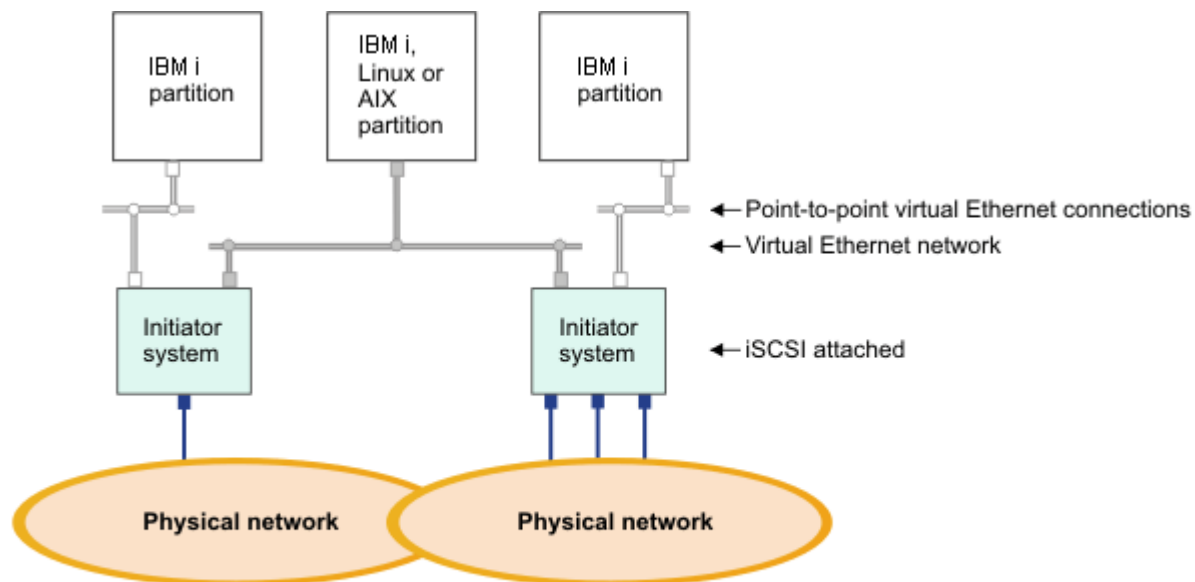 IBM i
partition
IBM i,
Linux or
AIX
partition
IBM i
partition
Point-to-point virtual Ethernet connections
Virtual Ethernet network
Initiator
system
Initiator
system
iSCSI attached
Physical network
Physical network